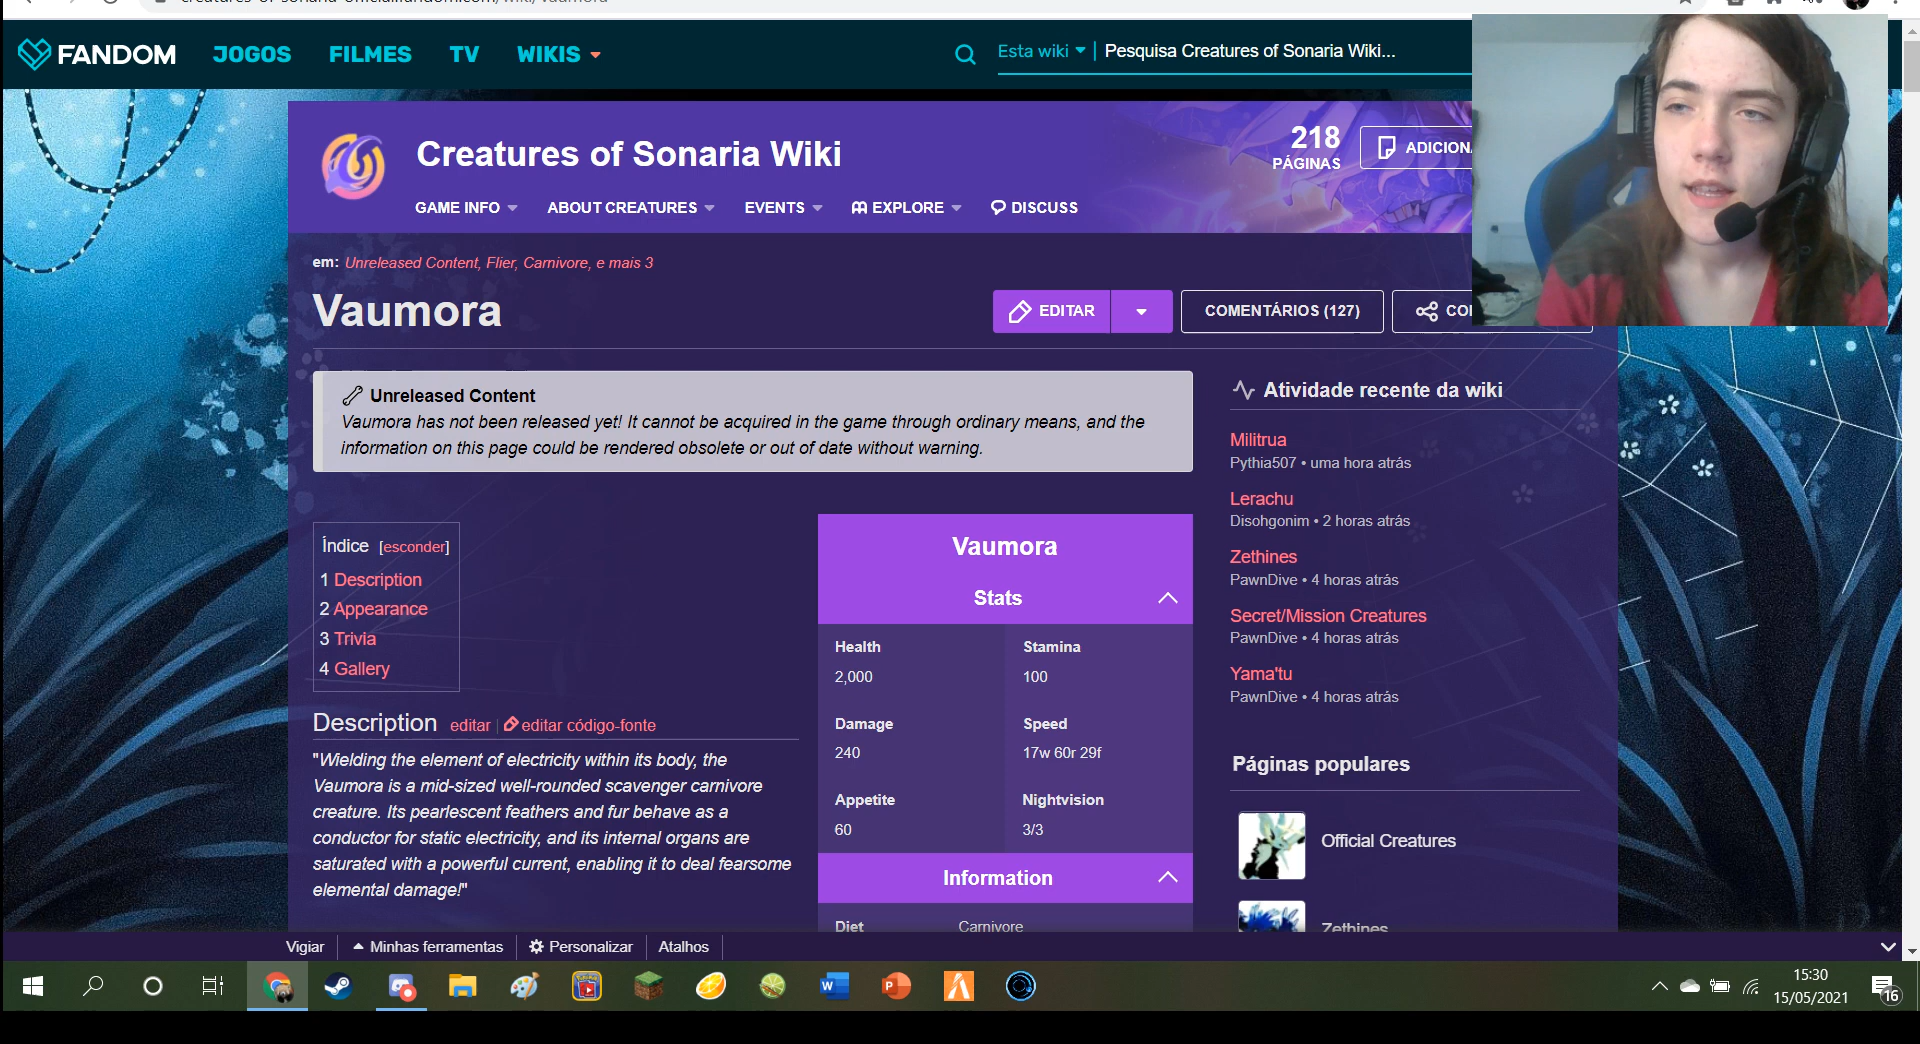 FANDOM
JOGOS
FILMES
TV
WIKIS
Esta wiki
Pesquisa Creatures of Sonaria Wiki...
Creatures of Sonaria Wiki
218
PÁGINAS
GAME INFO
ABOUT CREATURES
EVENTS
EXPLORE
DISCUSS
em: Unreleased Content, Flier, Carnivore, e mais 3
Vaumora
EDITAR
COMENTÁRIOS (127)
Unreleased Content
Vaumora has not been released yet! It cannot be acquired in the game through ordinary means, and the
information on this page could be rendered obsolete or out of date without warning.
Índice [esconder]
1 Description
2 Appearance
3 Trivia
4 Gallery
Description editar | editar código-fonte
"Wielding the element of electricity within its body, the
Vaumora is a mid-sized well-rounded scavenger carnivore
creature. Its pearlescent feathers and fur behave as a
conductor for static electricity, and its internal organs are
saturated with a powerful current, enabling it to deal fearsome
elemental damage!"
Vaumora
Stats
Health
2,000
Stamina
100
Damage
240
Speed
17w 60r 29f
Appetite
60
Nightvision
3/3
Information
Diet
Carnivore
Atividade recente da wiki
Militrua
Pythia507 • uma hora atrás
Lerachu
Disohgonim • 2 horas atrás
Zethines
PawnDive • 4 horas atrás
Secret/Mission Creatures
PawnDive • 4 horas atrás
Yama'tu
PawnDive • 4 horas atrás
Páginas populares
Official Creatures
Zethines
Vigiar
Minhas ferramentas
Personalizar
Atalhos
15:30
15/05/2021
16